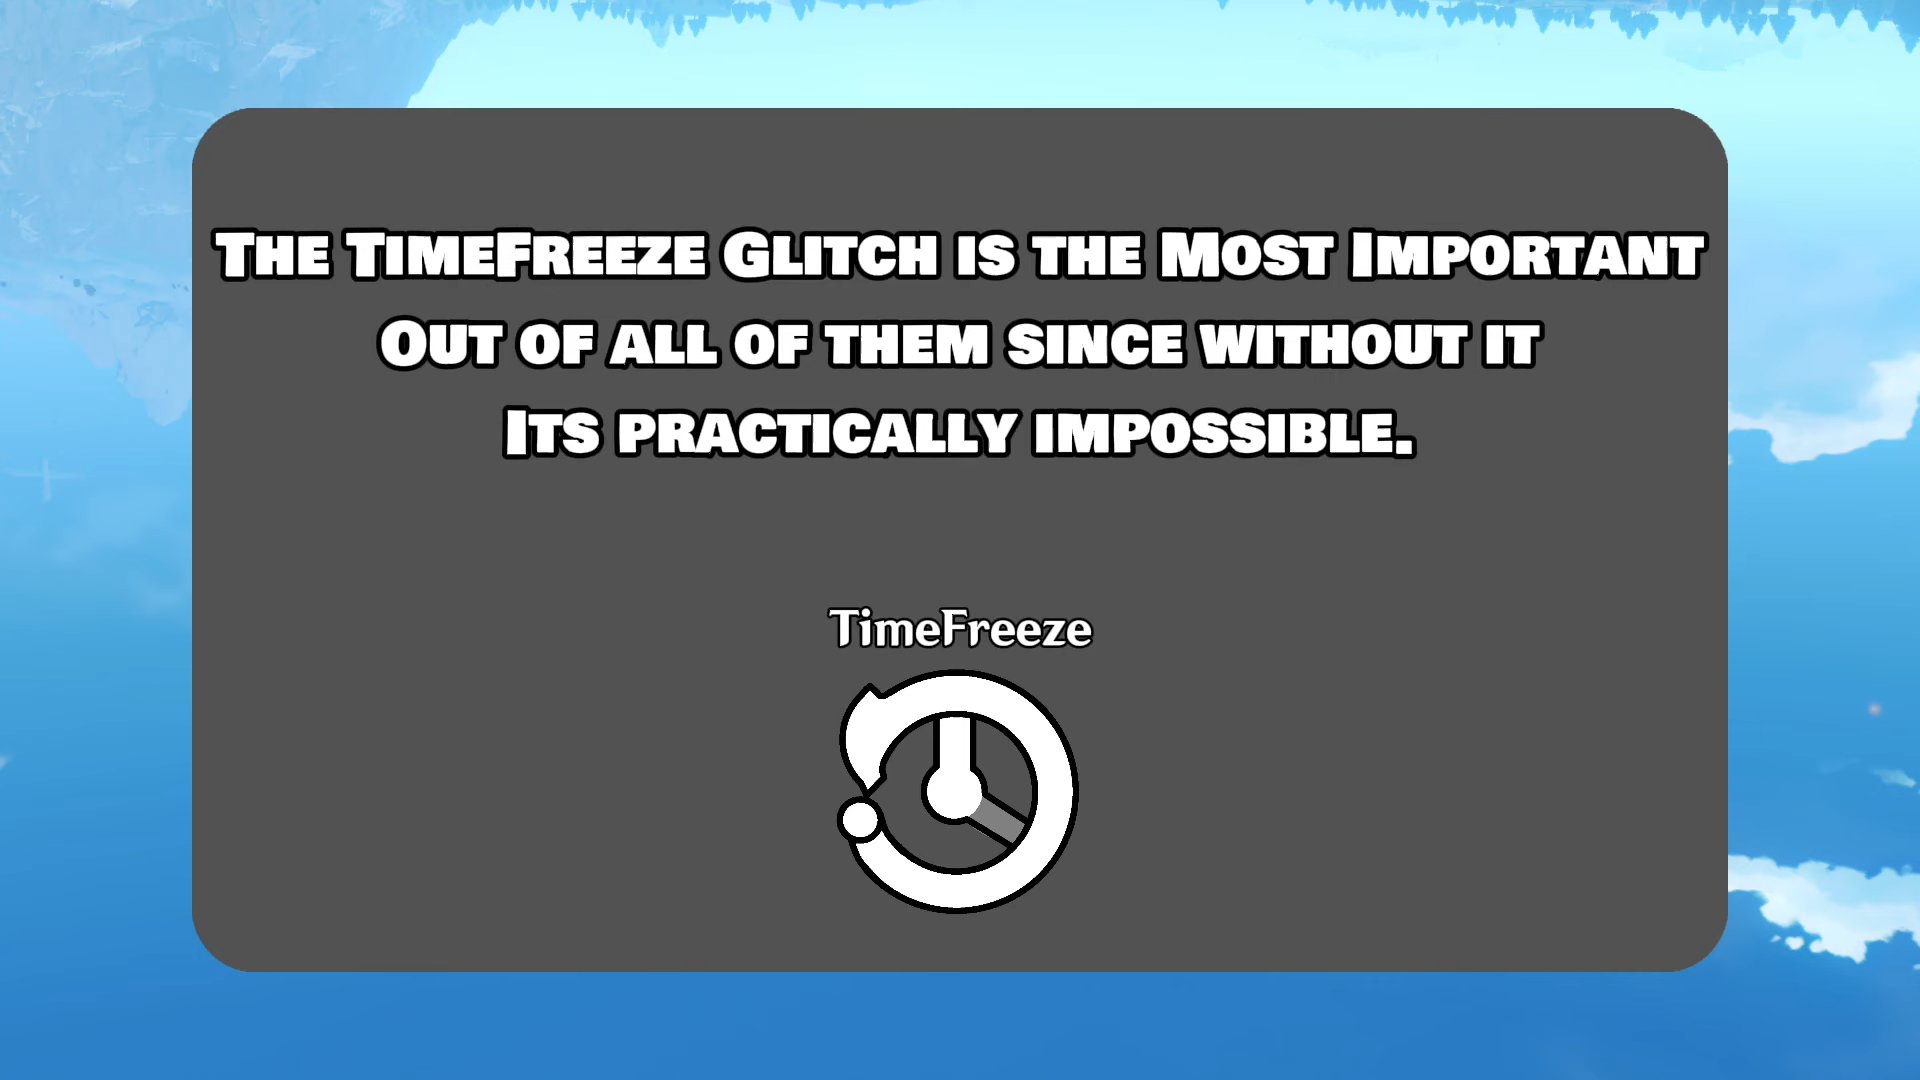 The TimeFreeze Glitch is the Most Important
Out of all of them since without it
Its practically impossible.
TimeFreeze